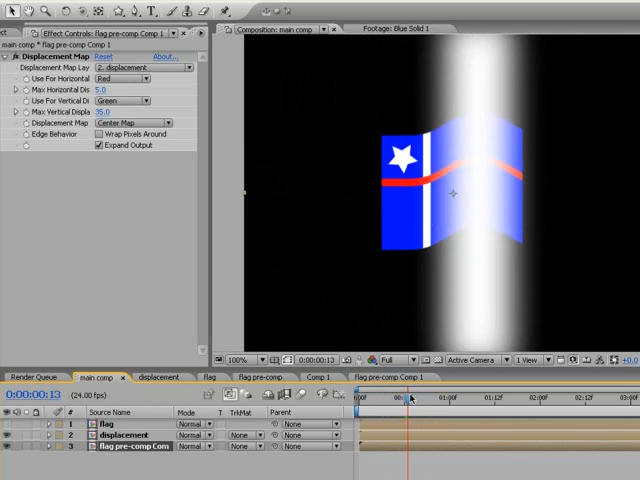 Effect Controls: flag pre-comp Comp 1
Composition: main comp
Footage: Blue Solid 1
main comp * flag pre-comp Comp 1
Displacement Map Reset About...
Displacement Map Lay 2. displacement
Use For Horizontal Red
Max Horizontal Dis 5.0
Use For Vertical Di Green
Max Vertical Displa 35.0
Displacement Map Center Map
Edge Behavior Wrap Pixels Around
Expand Output
100% 0:00:00:13 Full Active Camera 1 View +0.0
Render Queue main comp displacement flag flag pre-comp Comp 1 flag pre-comp Comp 1
0:00:00:13 (24.00 fps)
01:00F 01:12F 02:00F 02:12F 03:00F
# Source Name Mode T TrkMat Parent
1 flag Normal None
2 displacement Normal None None
3 flag pre-comp Com Normal None None